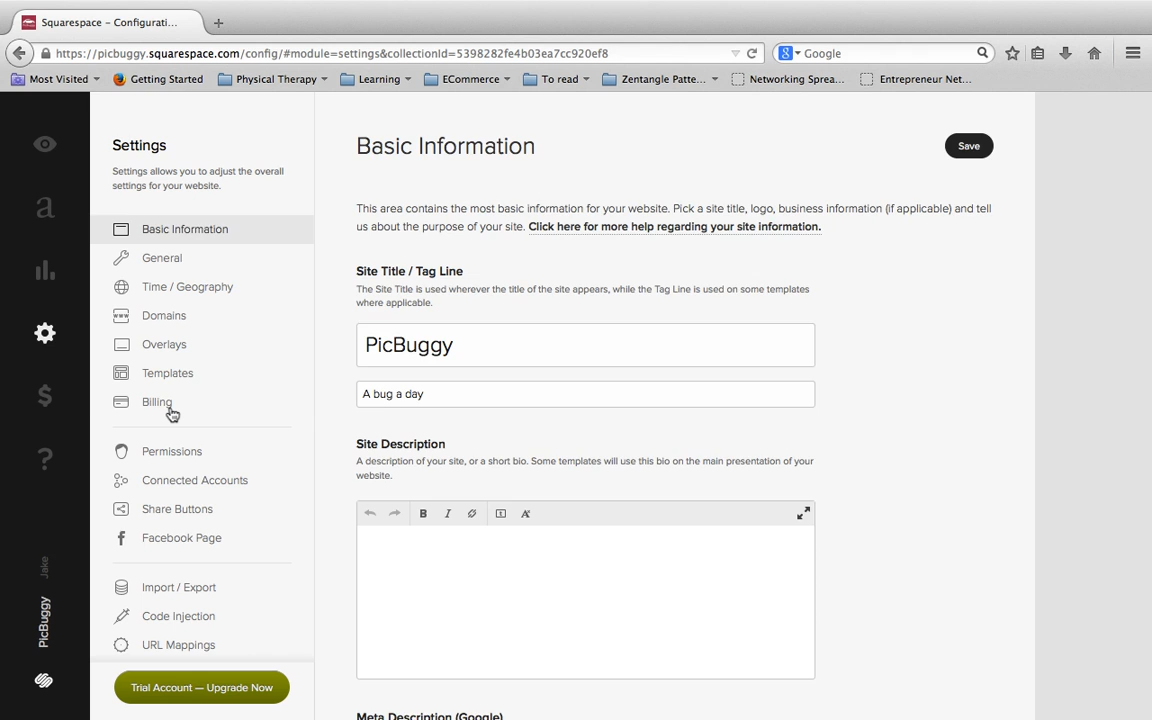 Squarespace - Configurati...
https://picbuggy.squarespace.com/config/#module=settings&collectionId=5398282fe4b03ea7cc920ef8
Google
Most Visited
Getting Started
Physical Therapy
Learning
ECommerce
To read
Zentangle Patte...
Networking Sprea...
Entrepreneur Net...
Settings
Settings allows you to adjust the overall
settings for your website.
Basic Information
General
Time / Geography
Domains
Overlays
Templates
Billing
Permissions
Connected Accounts
Share Buttons
Facebook Page
Import / Export
Code Injection
URL Mappings
Trial Account — Upgrade Now
Jake
PicBuggy
Basic Information
Save
This area contains the most basic information for your website. Pick a site title, logo, business information (if applicable) and tell
us about the purpose of your site. Click here for more help regarding your site information.
Site Title / Tag Line
The Site Title is used wherever the title of the site appears, while the Tag Line is used on some templates
where applicable.
PicBuggy
A bug a day
Site Description
A description of your site, or a short bio. Some templates will use this bio on the main presentation of your
website.
B I
Meta Description (Google)